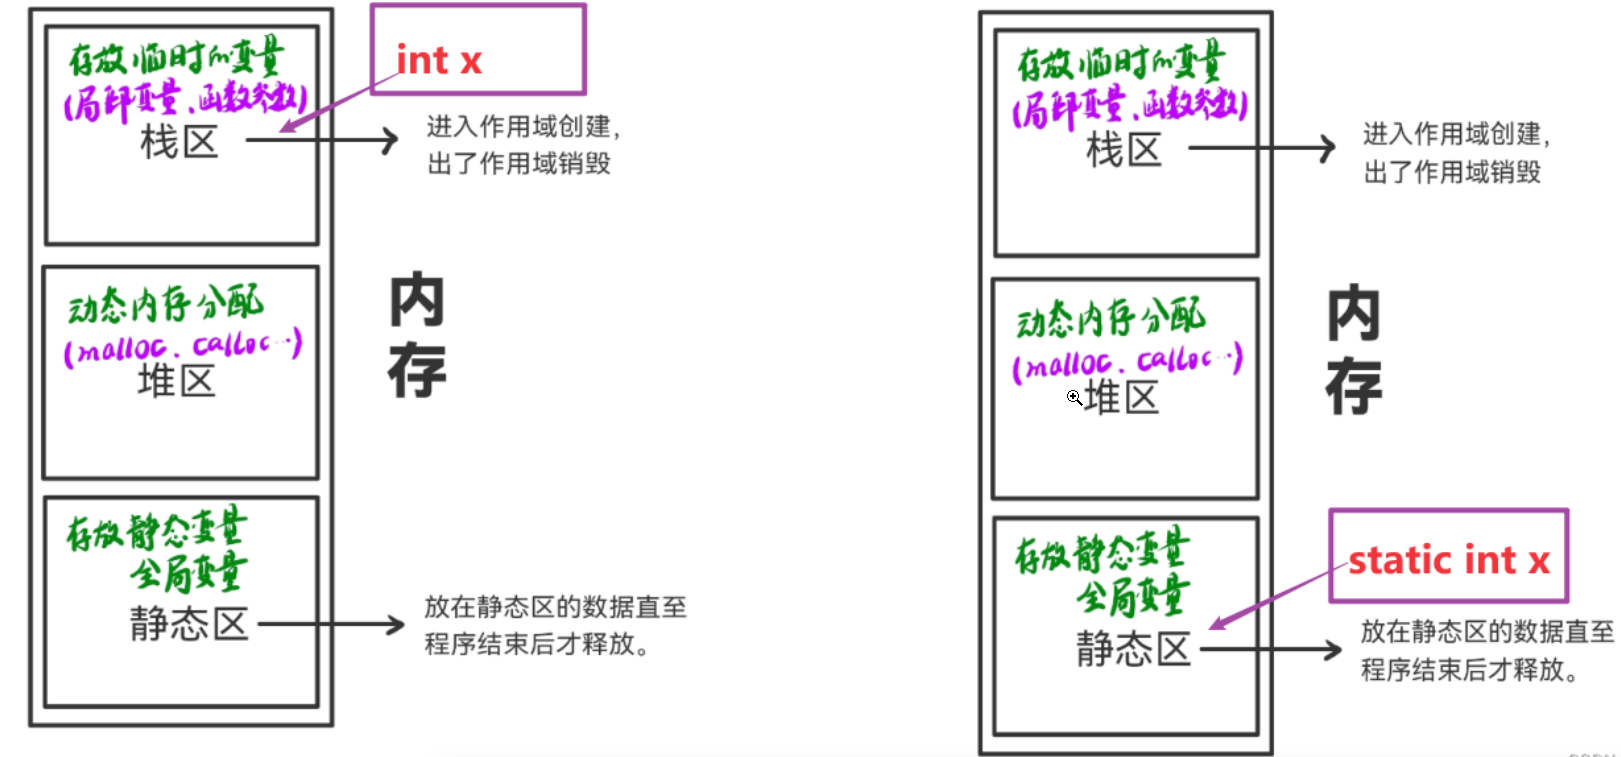 存放临时的变量
(局部变量、函数参数)
栈区
int x
进入作用域创建，
出了作用域销毁
动态内存分配
(malloc、calloc…)
堆区
内
存
存放静态变量
全局变量
静态区
放在静态区的数据直至
程序结束后才释放。
存放临时的变量
(局部变量、函数参数)
栈区
进入作用域创建，
出了作用域销毁
动态内存分配
(malloc、calloc…)
堆区
内
存
存放静态变量
全局变量
静态区
static int x
放在静态区的数据直至
程序结束后才释放。